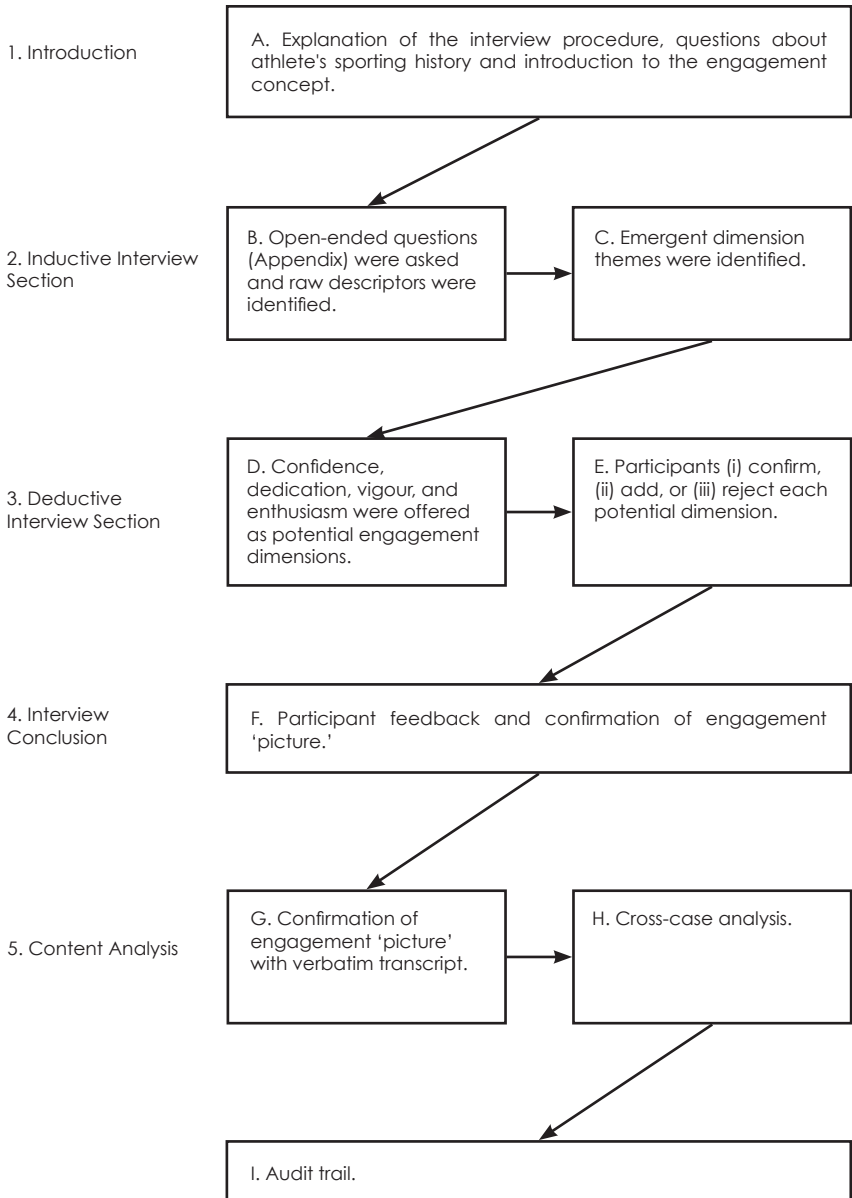 1. Introduction
A. Explanation of the interview procedure, questions about
athlete's sporting history and introduction to the engagement
concept.
2. Inductive Interview
Section
B. Open-ended questions
(Appendix) were asked
and raw descriptors were
identified.
C. Emergent dimension
themes were identified.
3. Deductive
Interview Section
D. Confidence,
dedication, vigour, and
enthusiasm were offered
as potential engagement
dimensions.
E. Participants (i) confirm,
(ii) add, or (iii) reject each
potential dimension.
4. Interview
Conclusion
F. Participant feedback and confirmation of engagement
‘picture.’
5. Content Analysis
G. Confirmation of
engagement ‘picture’
with verbatim transcript.
H. Cross-case analysis.
I. Audit trail.